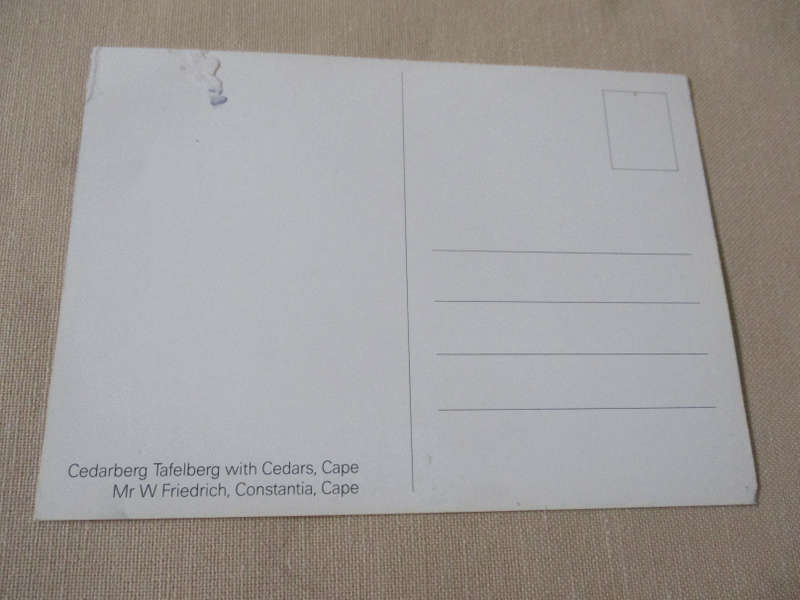 Cedarberg Tafelberg with Cedars, Cape
Mr W Friedrich, Constantia, Cape